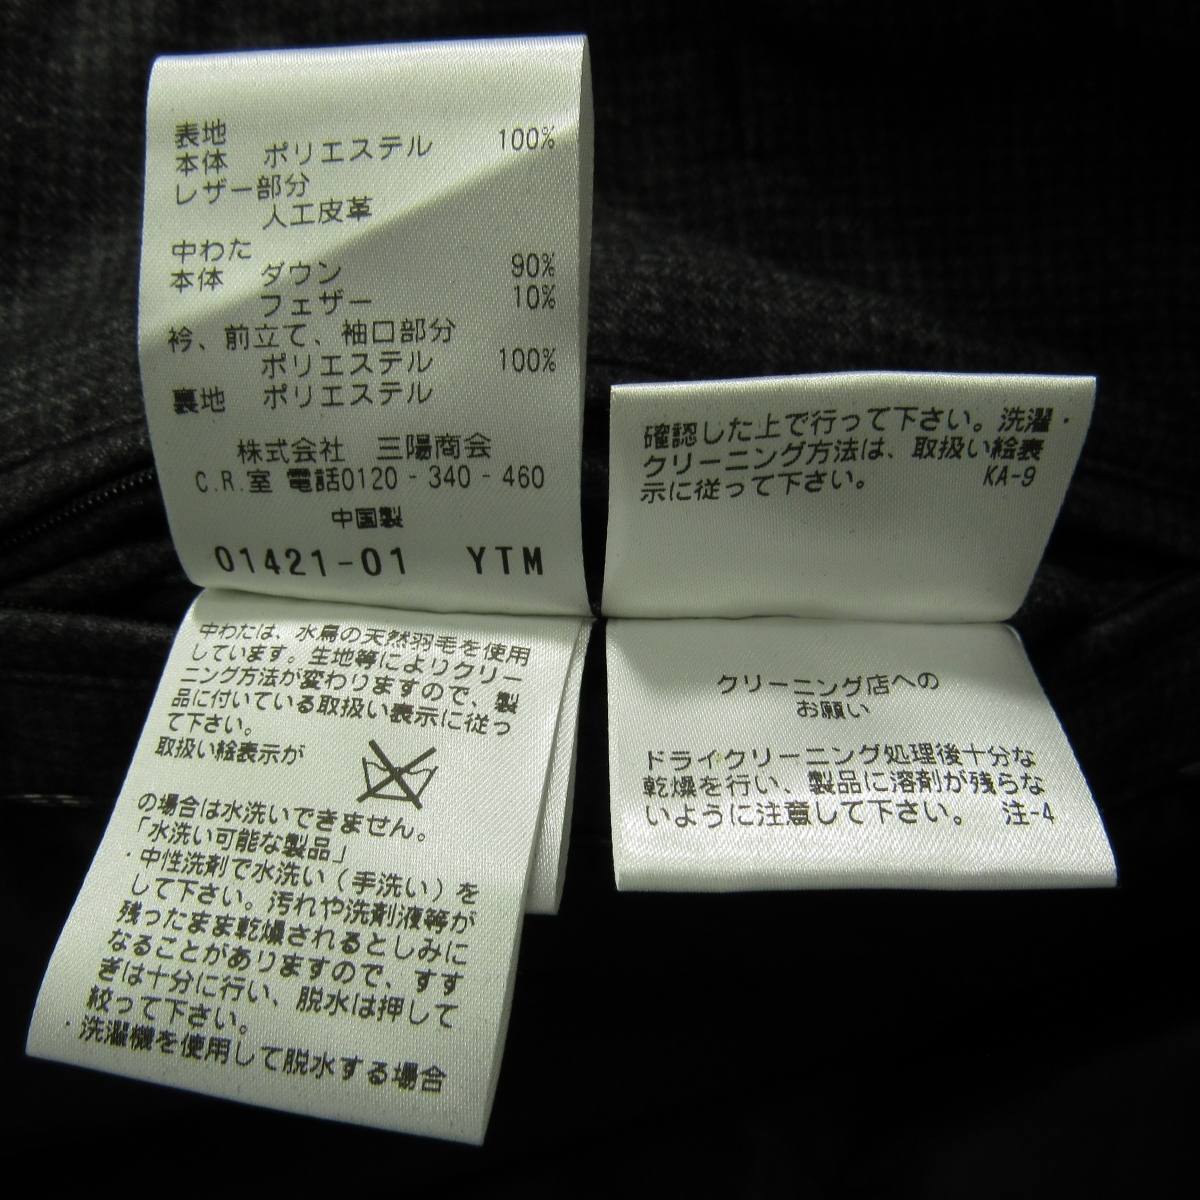 表地
本体 ポリエステル 100%
レザー部分
人工皮革
中わた
本体 ダウン 90%
フェザー 10%
衿、前立て、袖口部分
ポリエステル 100%
裏地 ポリエステル
株式会社 三陽商会
C.R.室 電話0120-340-460
中国製
01421-01 YTM
中わたは、水鳥の天然羽毛を使用
しています。生地等によりクリー
ニング方法が変わりますので、製
品に付いている取扱い表示に従っ
て下さい。
取扱い絵表示が
の場合は水洗いできません。
「水洗い可能な製品」
・中性洗剤で水洗い(手洗い)を
して下さい。汚れや洗剤液等が
残ったまま乾燥されるとしみに
なることがありますので、すす
ぎは十分に行い、脱水は押して
絞って下さい。
・洗濯機を使用して脱水する場合
確認した上で行って下さい。洗濯・
クリーニング方法は、取扱い絵表
示に従って下さい。 KA-9
クリーニング店への
お願い
ドライクリーニング処理後十分な
乾燥を行い、製品に溶剤が残らな
いように注意して下さい。 注-4